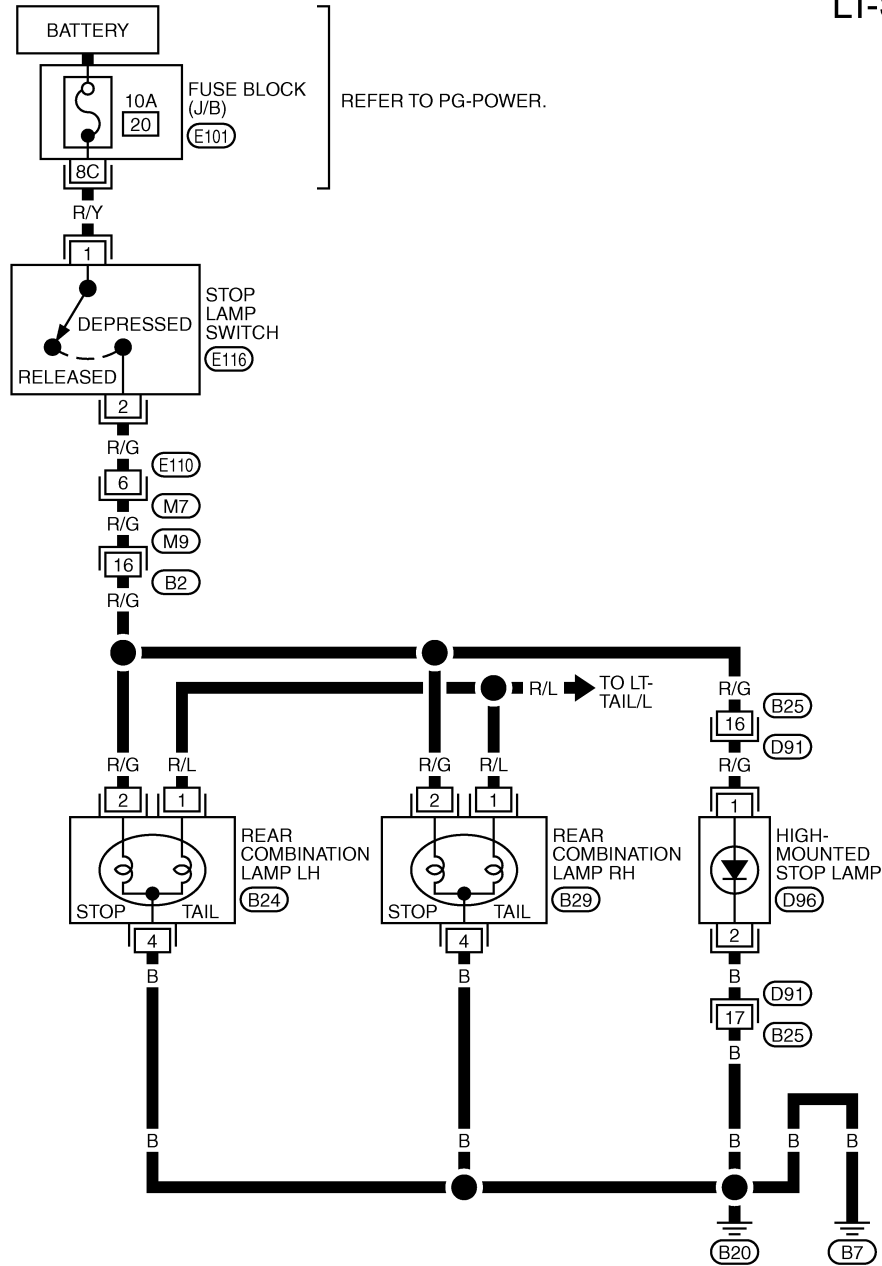 BATTERY
FUSE BLOCK
(J/B)
10A
20
E101
REFER TO PG-POWER.
8C
R/Y
1
STOP
LAMP
SWITCH
DEPRESSED
E116
RELEASED
2
R/G
E110
6
M7
R/G
M9
16
B2
R/G
R/L
TO LT-
TAIL/L
R/G
B25
16
D91
R/G
R/L
R/G
R/L
R/G
2
1
2
1
1
REAR
COMBINATION
LAMP LH
B24
STOP
TAIL
REAR
COMBINATION
LAMP RH
B29
STOP
TAIL
HIGH-
MOUNTED
STOP LAMP
D96
4
4
2
B
B
B
D91
17
B25
B
B
B
B
B
B
B20
B7